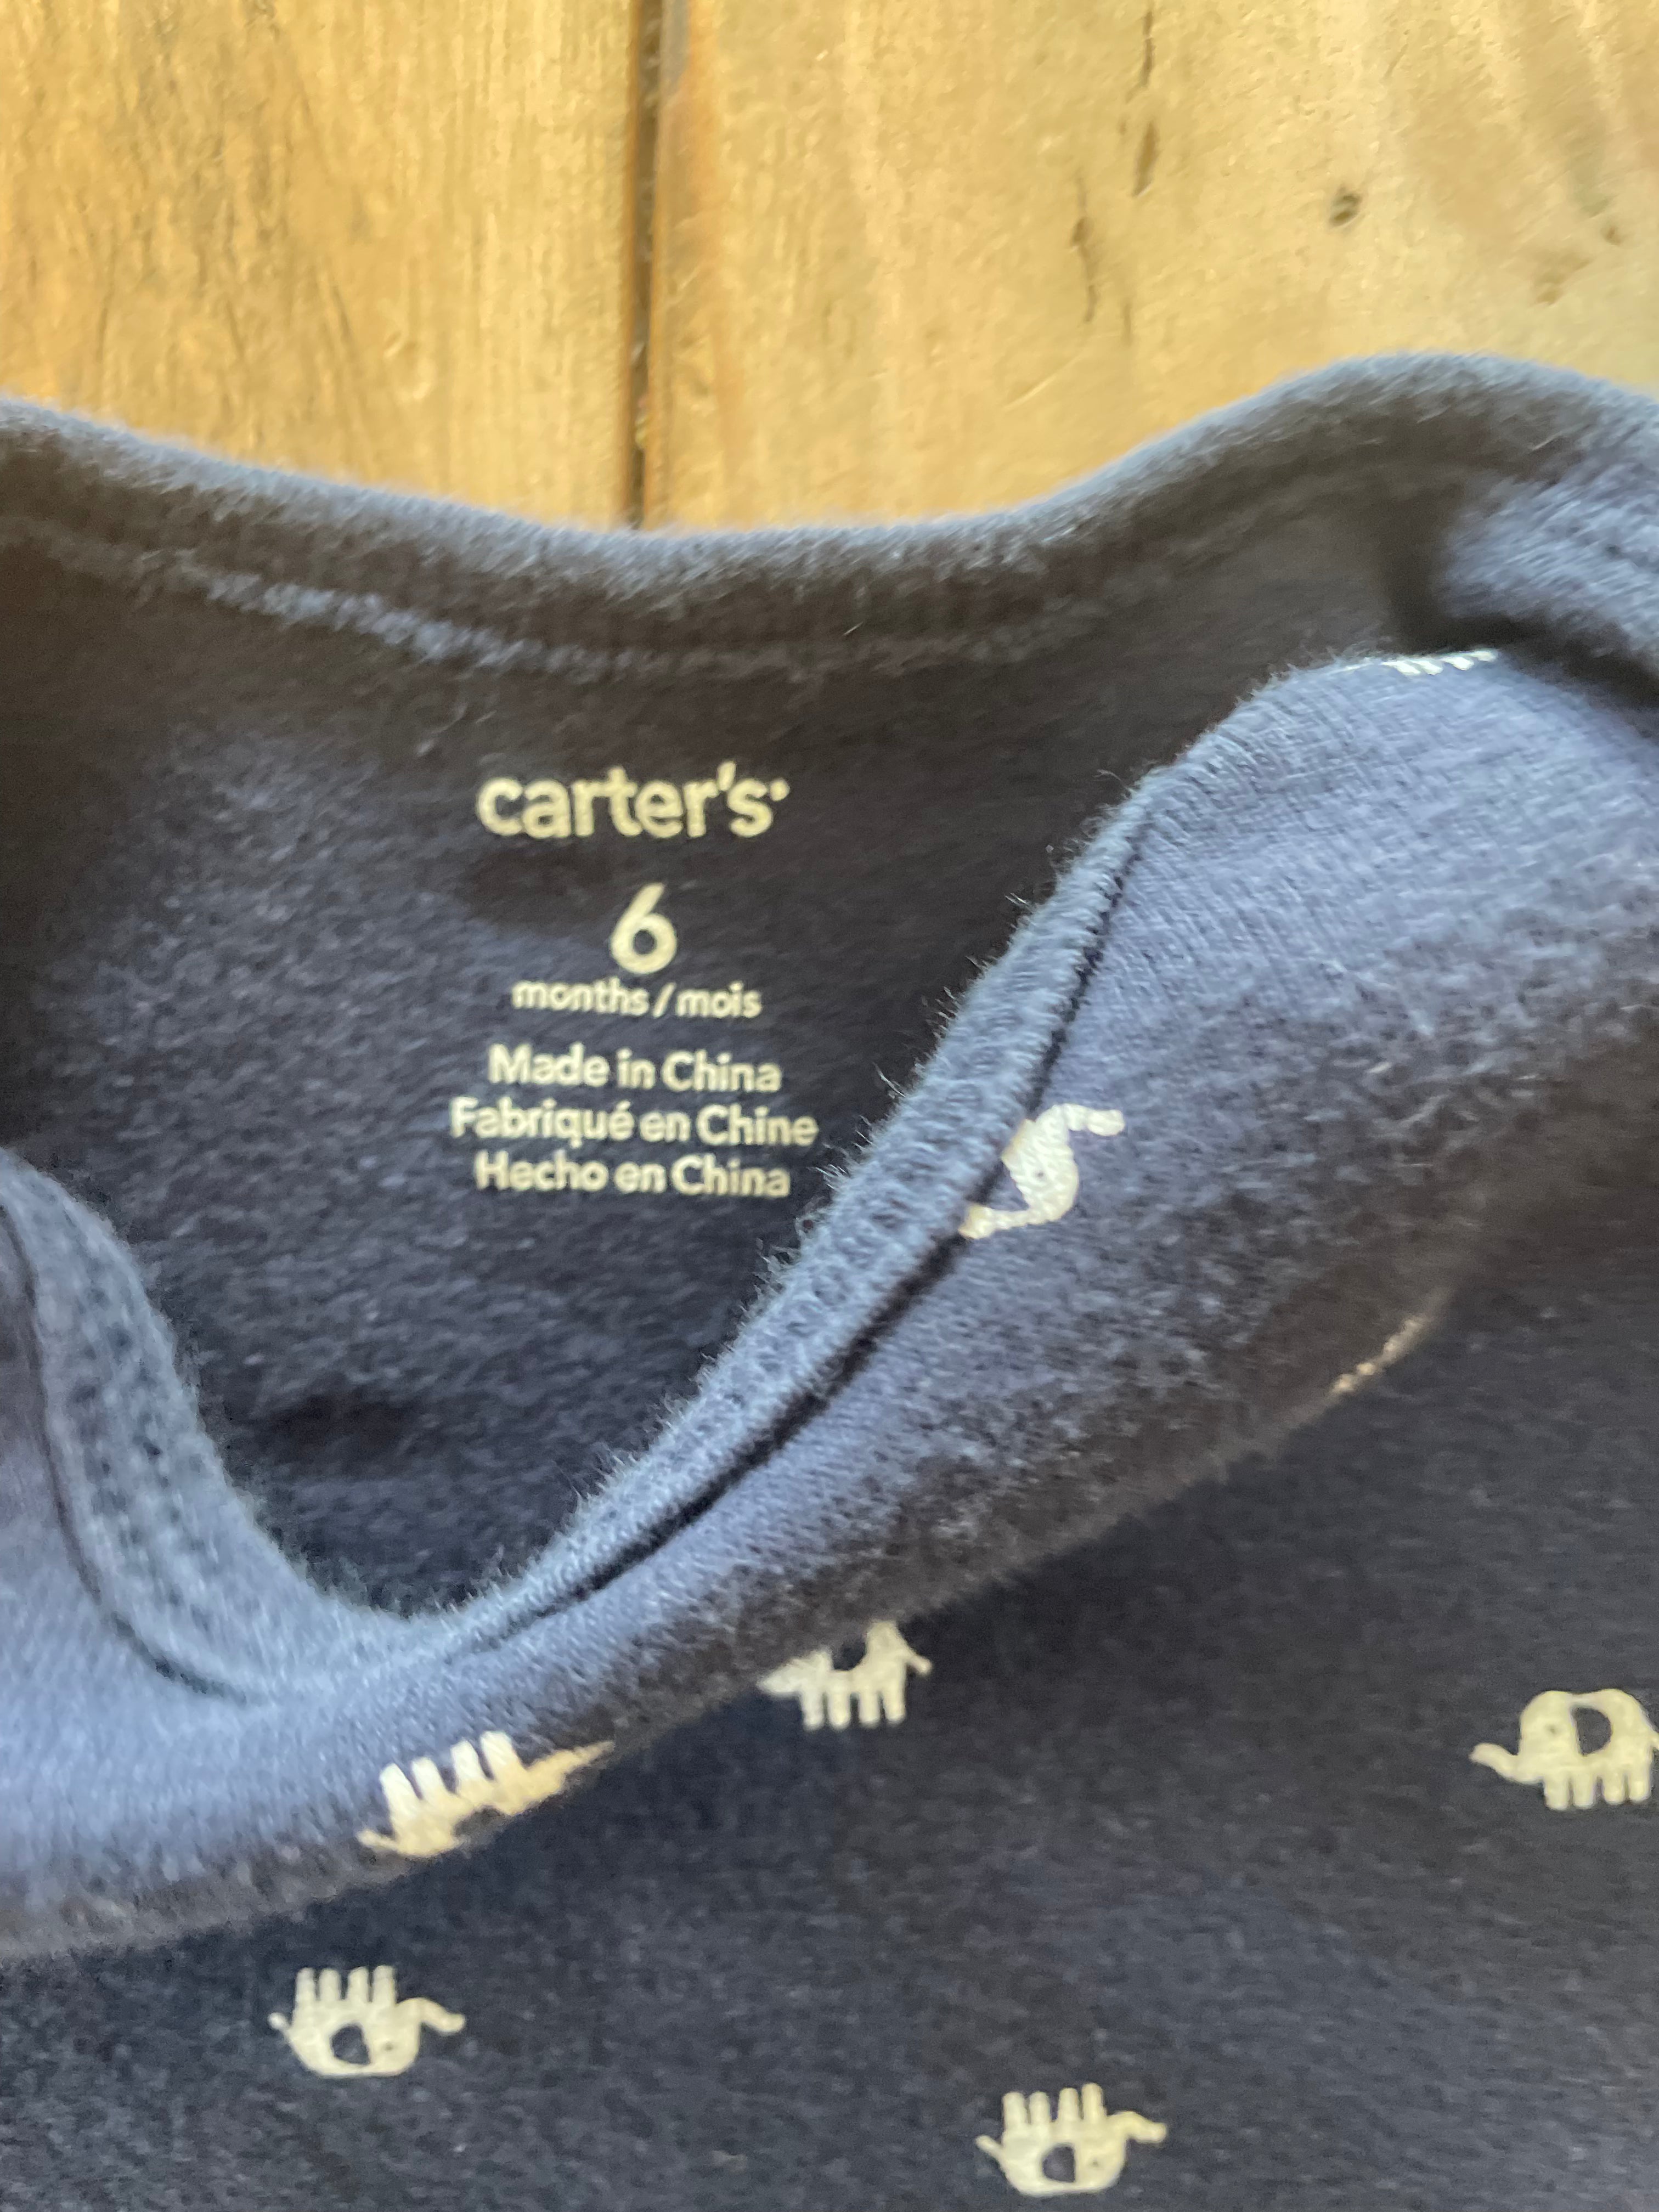 carter's
6
months / mois
Made in China
Fabriqué en Chine
Hecho en China